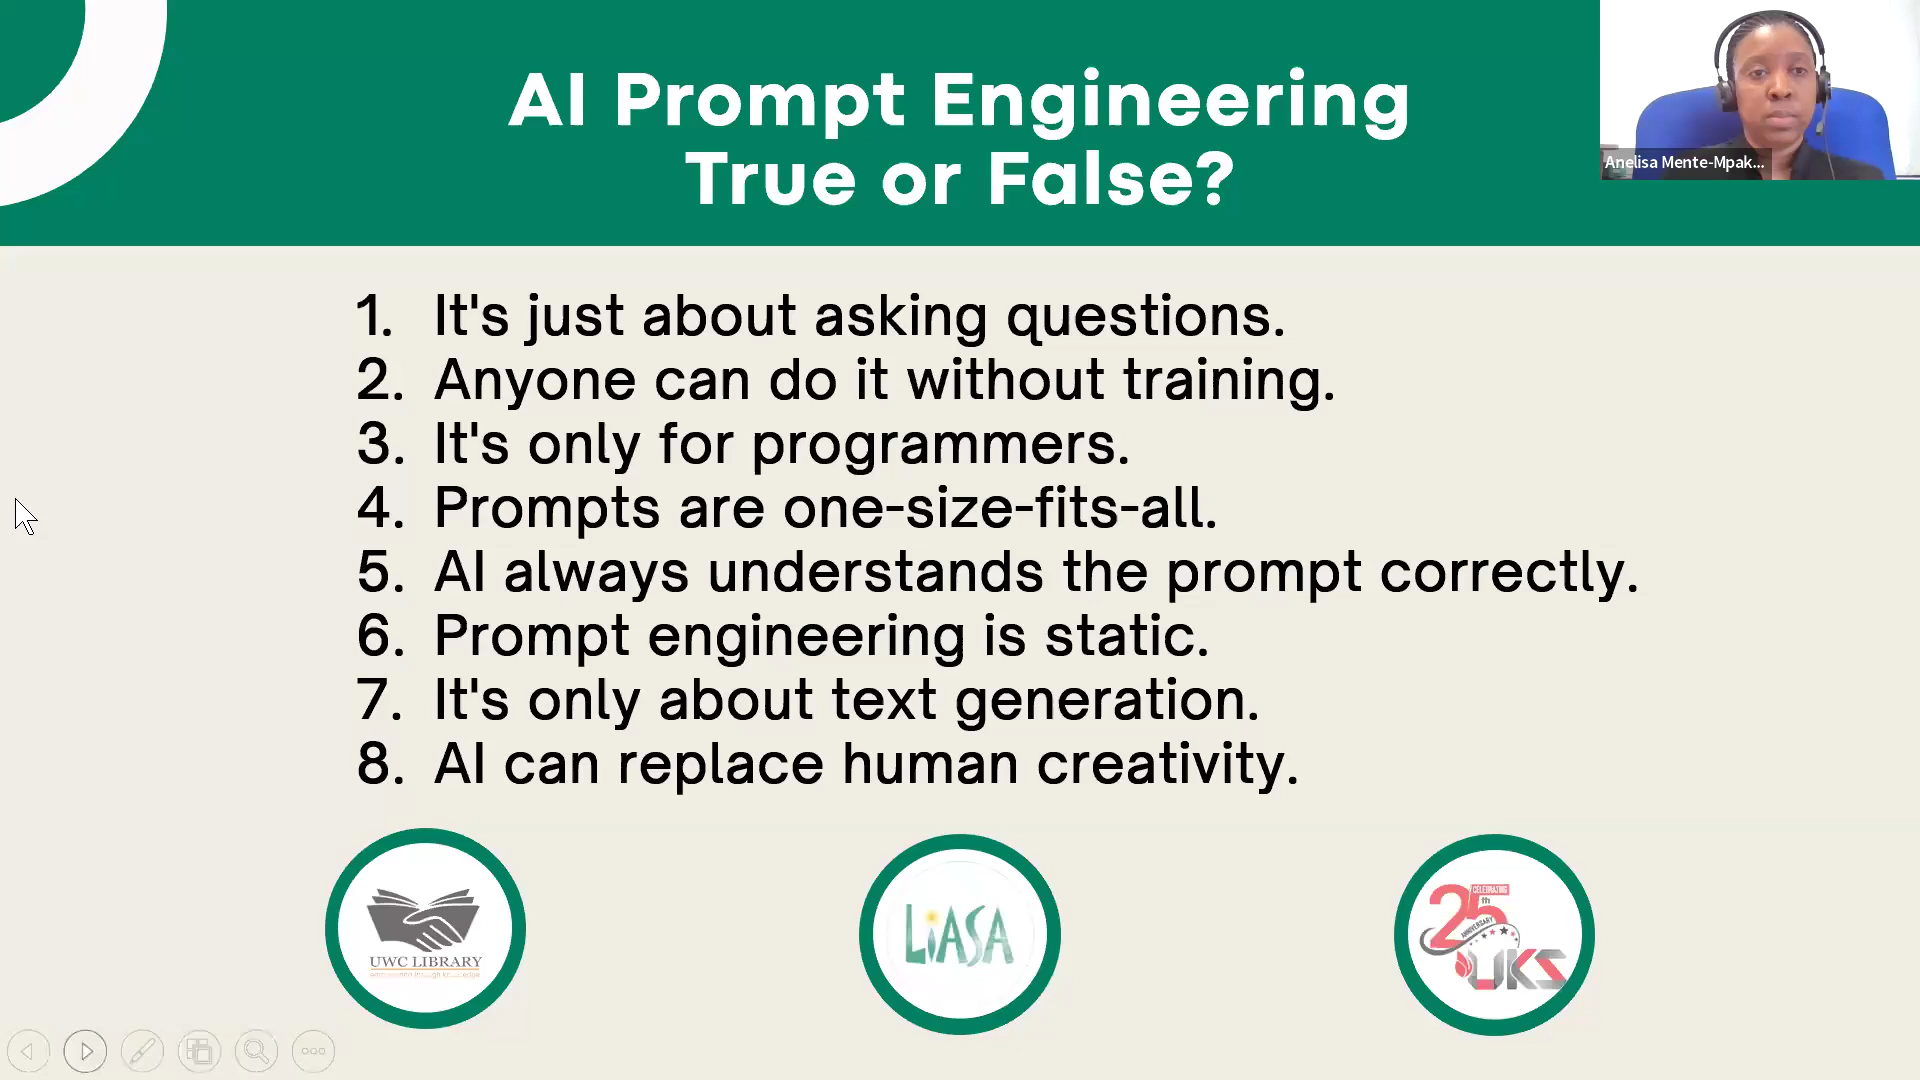 AI Prompt Engineering
True or False?
Anelisa Mente-Mpak...
1. It's just about asking questions.
2. Anyone can do it without training.
3. It's only for programmers.
4. Prompts are one-size-fits-all.
5. AI always understands the prompt correctly.
6. Prompt engineering is static.
7. It's only about text generation.
8. AI can replace human creativity.
UWC LIBRARY
LiASA
CELEBRATING
25th
ANNIVERSARY
UKS